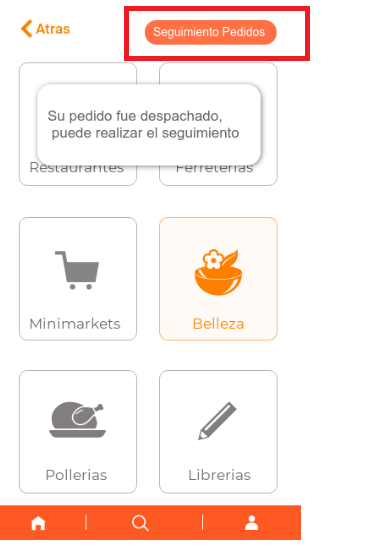 Atras
Seguimiento Pedidos
Su pedido fue despachado,
puede realizar el seguimiento
Restaurantes
Ferreterias
Minimarkets
Belleza
Pollerias
Librerias